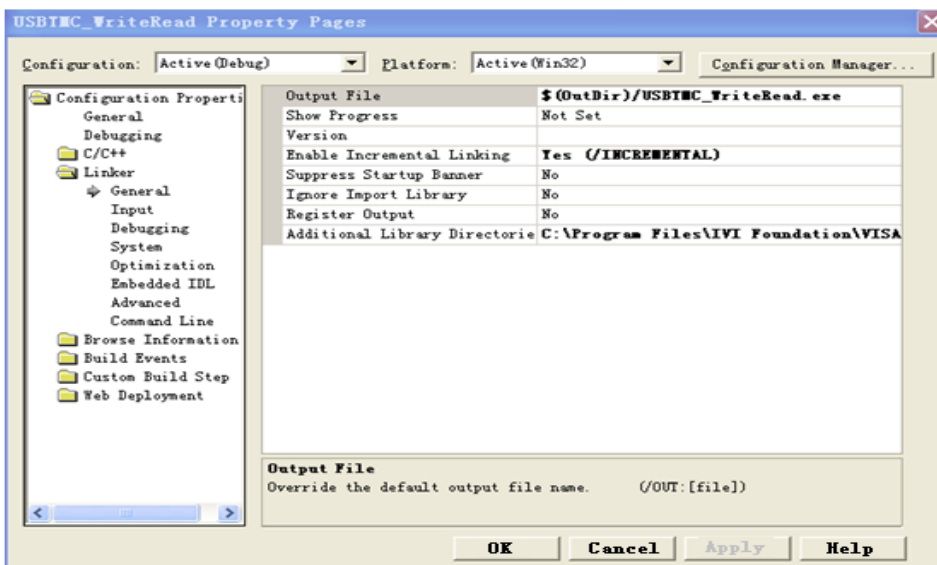 USBTMC_WriteRead Property Pages
Configuration: Active(Debug) Platform: Active(Win32) Configuration Manager...
Configuration Properti
General
Debugging
C/C++
Linker
General
Input
Debugging
System
Optimization
Embedded IDL
Advanced
Command Line
Browse Information
Build Events
Custom Build Step
Web Deployment
Output File $(OutDir)/USBTMC_WriteRead.exe
Show Progress Not Set
Version
Enable Incremental Linking Yes (/INCREMENTAL)
Suppress Startup Banner No
Ignore Import Library No
Register Output No
Additional Library Directorie C:\Program Files\IVI Foundation\VISA
Output File
Override the default output file name. (/OUT:[file])
OK Cancel Apply Help